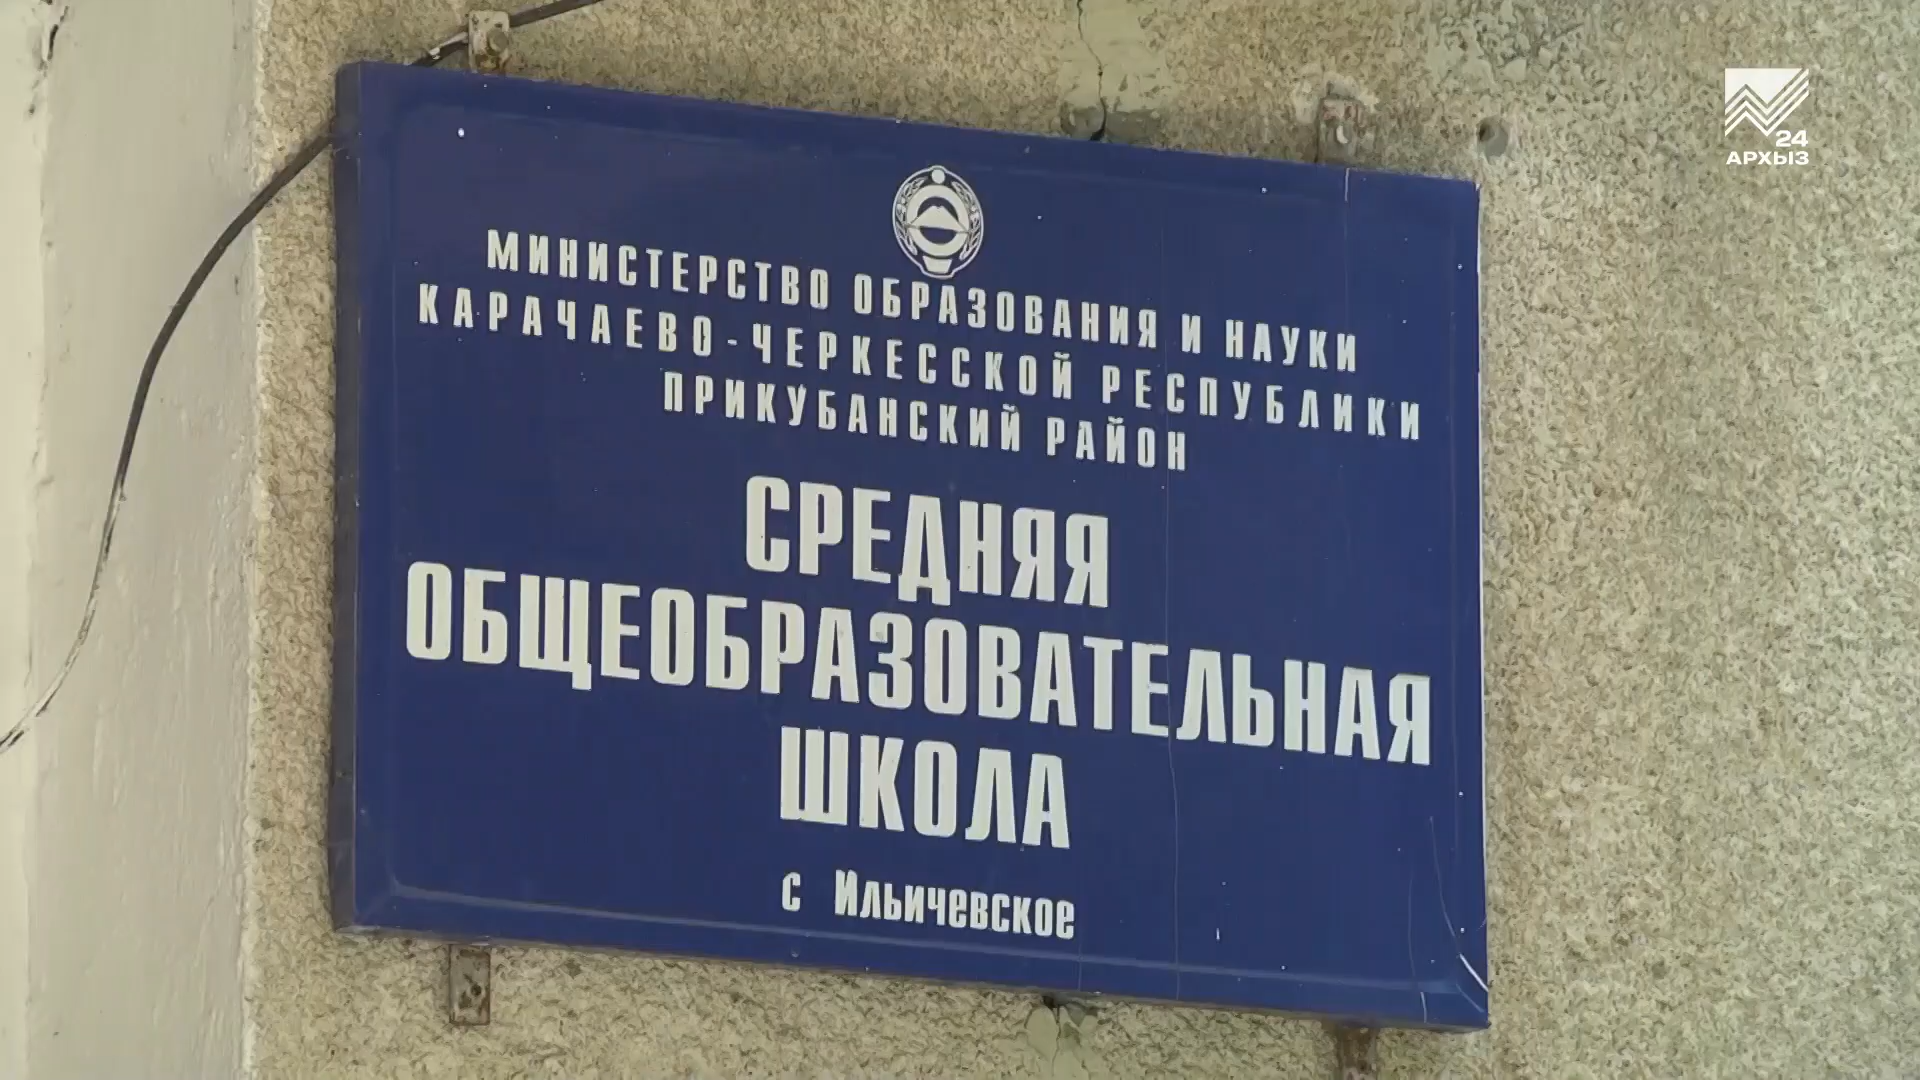 24
АРХЫЗ
МИНИСТЕРСТВО ОБРАЗОВАНИЯ И НАУКИ
КАРАЧАЕВО-ЧЕРКЕССКОЙ РЕСПУБЛИКИ
ПРИКУБАНСКИЙ РАЙОН
СРЕДНЯЯ
ОБЩЕОБРАЗОВАТЕЛЬНАЯ
ШКОЛА
с Ильичевское